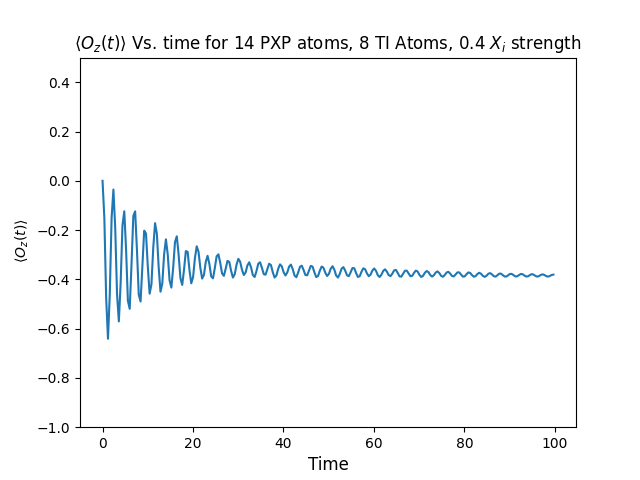 ⟨O_z(t)⟩ Vs. time for 14 PXP atoms, 8 TI Atoms, 0.4 X_i strength
0.4
0.2
0.0
−0.2
−0.4
−0.6
−0.8
−1.0
⟨O_z(t)⟩
0 20 40 60 80 100
Time